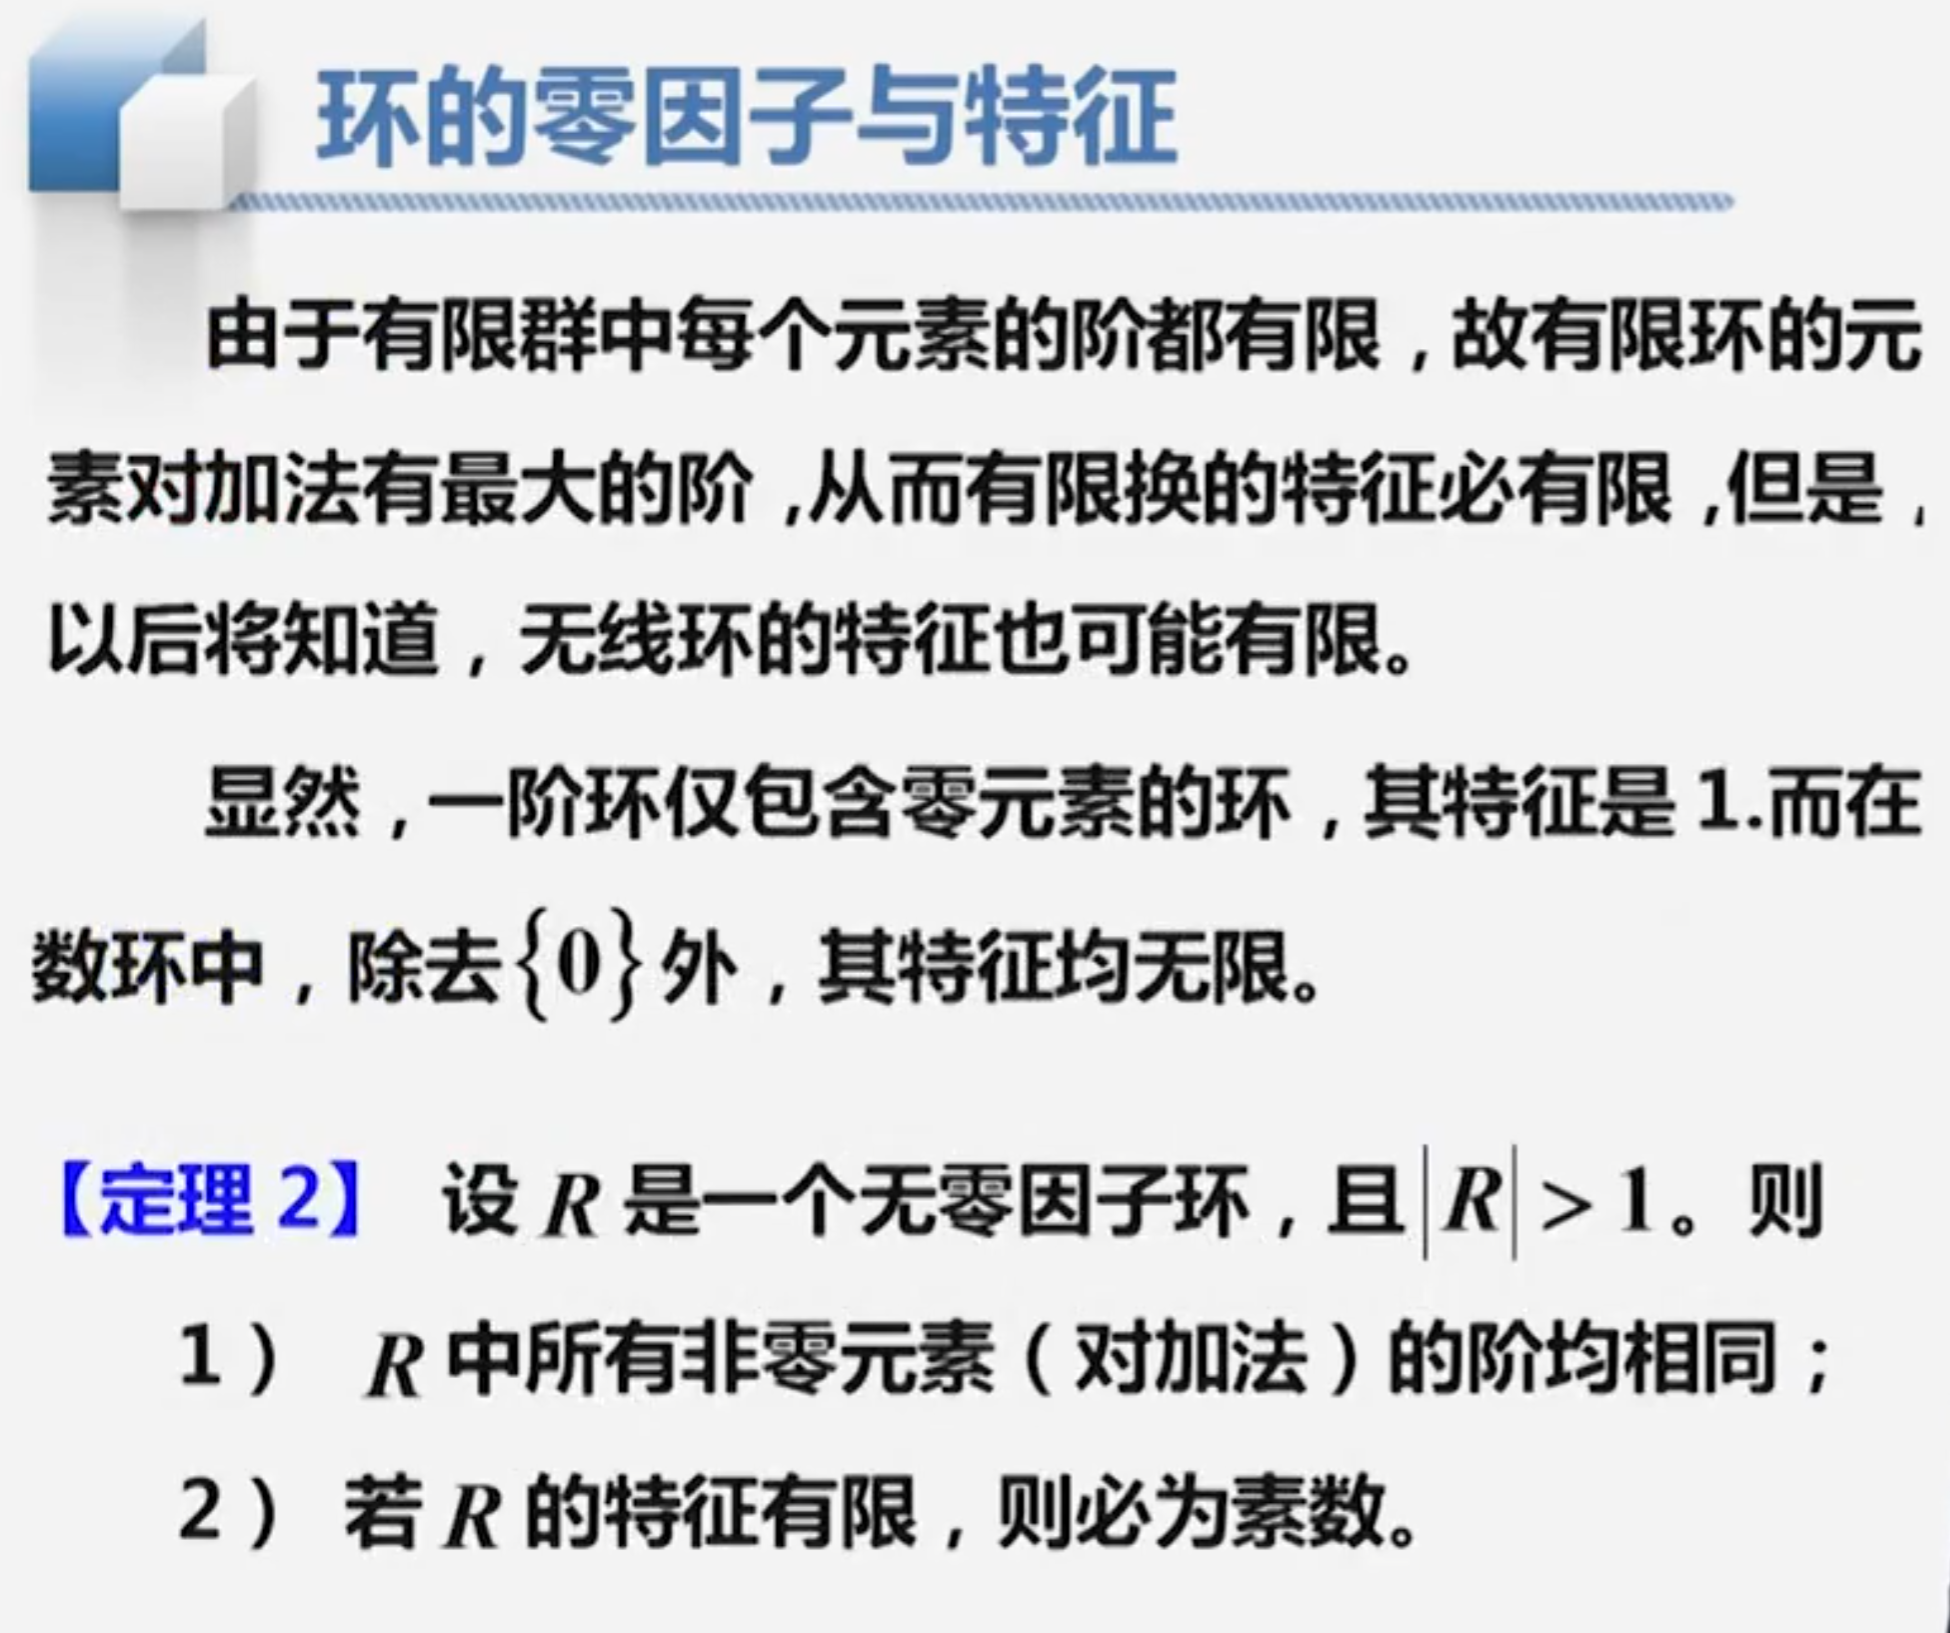 环的零因子与特征
由于有限群中每个元素的阶都有限，故有限环的元
素对加法有最大的阶,从而有限换的特征必有限,但是，
以后将知道，无线环的特征也可能有限。
显然，一阶环仅包含零元素的环，其特征是1.而在
数环中，除去{0}外，其特征均无限。
【定理2】 设 R 是一个无零因子环，且|R|>1。则
1） R 中所有非零元素（对加法）的阶均相同；
2） 若 R 的特征有限，则必为素数。